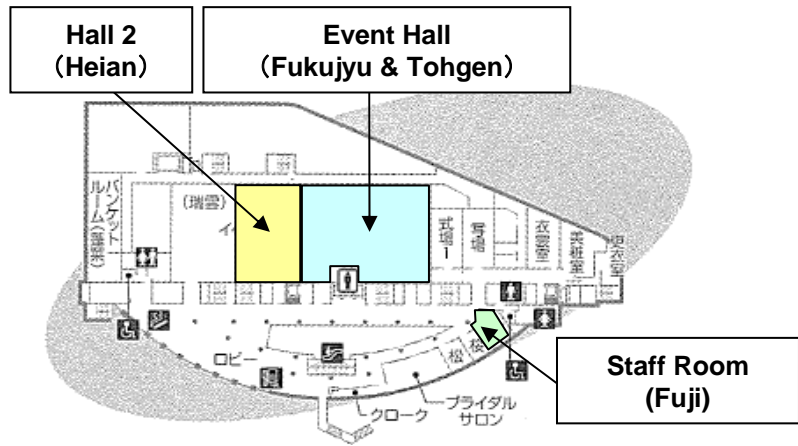 Hall 2
（Heian）
Event Hall
（Fukujyu & Tohgen）
バンケット
ルーム
（瑞雲）
イ
式場1
写場
衣裳室
美粧室
更衣室
ロビー
松
桜
クローク
ブライダル
サロン
Staff Room
(Fuji)